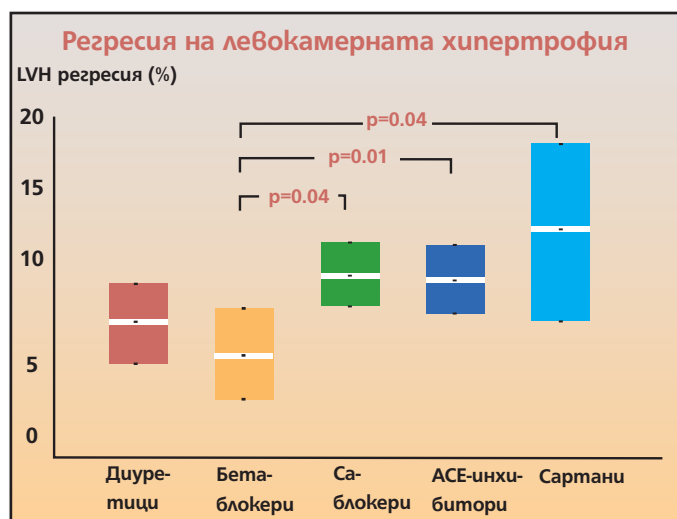 Регресия на левокамерната хипертрофия
LVH регресия (%)
20
p=0.04
p=0.01
15
p=0.04
10
5
0
Диуре-
тици
Бета-
блокери
Са-
блокери
АСЕ-инхи-
битори
Сартани